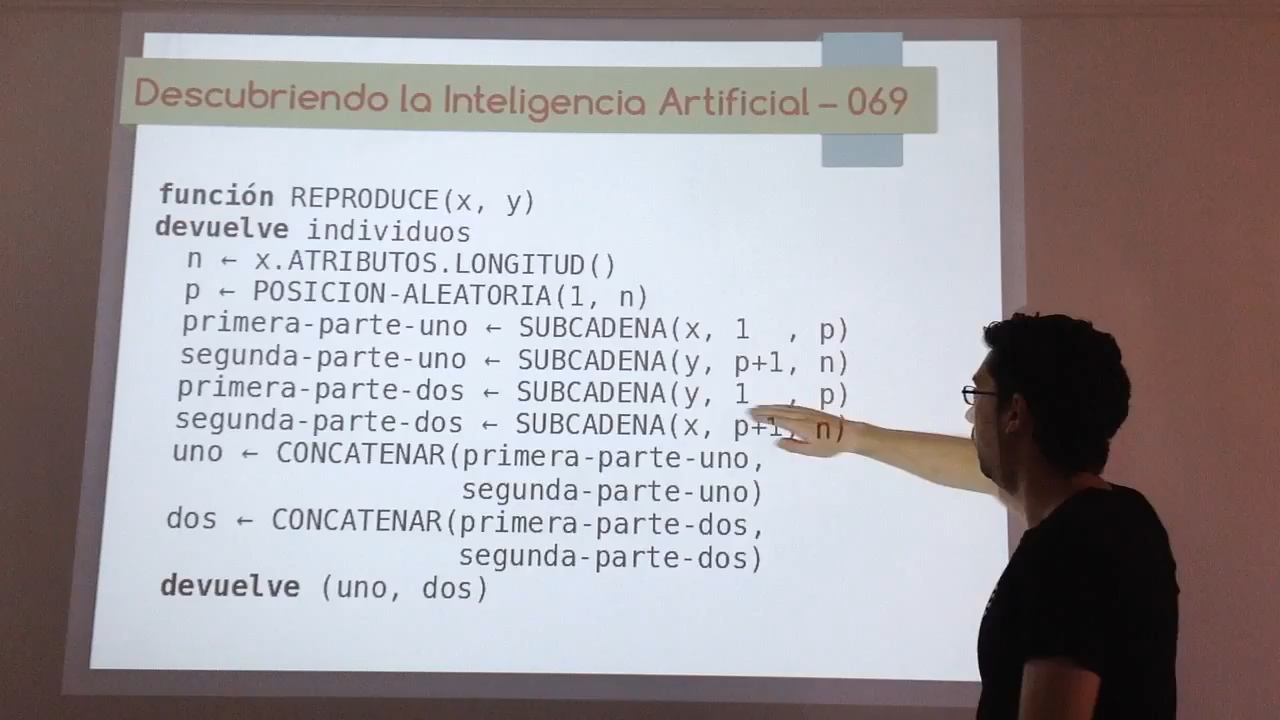 Descubriendo la Inteligencia Artificial – 069
función REPRODUCE(x, y)
devuelve individuos
n ← x.ATRIBUTOS.LONGITUD()
p ← POSICION-ALEATORIA(1, n)
primera-parte-uno ← SUBCADENA(x, 1  , p)
segunda-parte-uno ← SUBCADENA(y, p+1, n)
primera-parte-dos ← SUBCADENA(y, 1  , p)
segunda-parte-dos ← SUBCADENA(x, p+1, n)
uno ← CONCATENAR(primera-parte-uno,
segunda-parte-uno)
dos ← CONCATENAR(primera-parte-dos,
segunda-parte-dos)
devuelve (uno, dos)